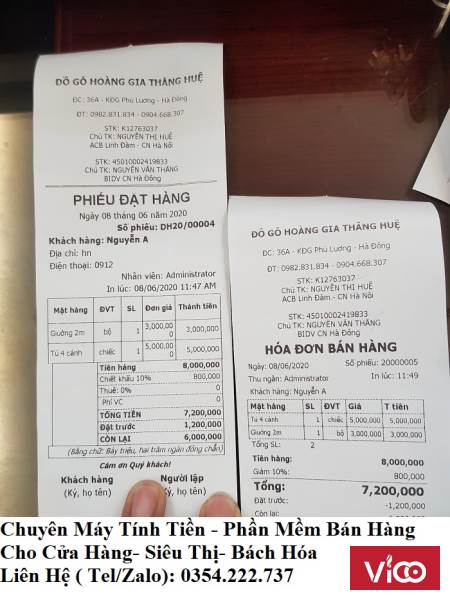 ĐỒ GỖ HOÀNG GIA THĂNG HUỆ
ĐC: 36A - KĐG Phú Lương - Hà Đông
ĐT: 0982.831.834 - 0904.668.307
STK: K12763037
Chủ TK: NGUYỄN THỊ HUỆ
ACB Linh Đàm - CN Hà Nội
STK: 45010002419833
Chủ TK: NGUYỄN VĂN THĂNG
BIDV CN Hà Đông
PHIẾU ĐẶT HÀNG
Ngày 08 tháng 06 năm 2020
Số phiếu: DH20/00004
Khách hàng: Nguyễn A
Địa chỉ: hn
Điện thoại: 0912
Nhân viên: Administrator
In lúc: 08/06/2020 11:47 AM
Mặt hàng ĐVT SL Đơn giá Thành tiền
Giường 2m bộ 1 3,000,000 3,000,000
Tủ 4 cánh chiếc 1 5,000,000 5,000,000
Tiền hàng 8,000,000
Chiết khấu 10% 800,000
Thuế: 0% 0
Phí VC 0
TỔNG TIỀN 7,200,000
Đặt trước 1,200,000
CÒN LẠI 6,000,000
(Bằng chữ: Bảy triệu, hai trăm ngàn đồng chẵn)
Cám ơn Quý khách!
Khách hàng Người lập
(Ký, họ tên) (Ký, họ tên)
ĐỒ GỖ HOÀNG GIA THĂNG HUỆ
ĐC: 36A - KĐG Phú Lương - Hà Đông
ĐT: 0982.831.834 - 0904.668.307
STK: K12763037
Chủ TK: NGUYỄN THỊ HUỆ
ACB Linh Đàm - CN Hà Nội
STK: 45010002419833
Chủ TK: NGUYỄN VĂN THĂNG
BIDV CN Hà Đông
HÓA ĐƠN BÁN HÀNG
Ngày: 08/06/2020 Số phiếu: 20000005
Thu ngân: Administrator In lúc: 11:49
Khách hàng: Nguyễn A
Mặt hàng SL ĐVT Giá T tiền
Tủ 4 cánh 1 chiếc 5,000,000 5,000,000
Giường 2m 1 bộ 3,000,000 3,000,000
Tổng SL: 2
Tiền hàng: 8,000,000
Giảm 10%: 800,000
Tổng: 7,200,000
Đặt trước: -1,200,000
Còn lại:
Chuyên Máy Tính Tiền - Phần Mềm Bán Hàng
Cho Cửa Hàng- Siêu Thị- Bách Hóa
Liên Hệ ( Tel/Zalo): 0354.222.737
VICO